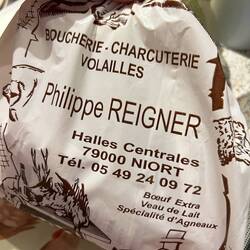 BOUCHERIE - CHARCUTERIE
VOLAILLES
Philippe REIGNER
Halles Centrales
79000 NIORT
Tél. 05 49 24 09 72
Bœuf Extra
Veau de Lait
Spécialité d'Agneaux